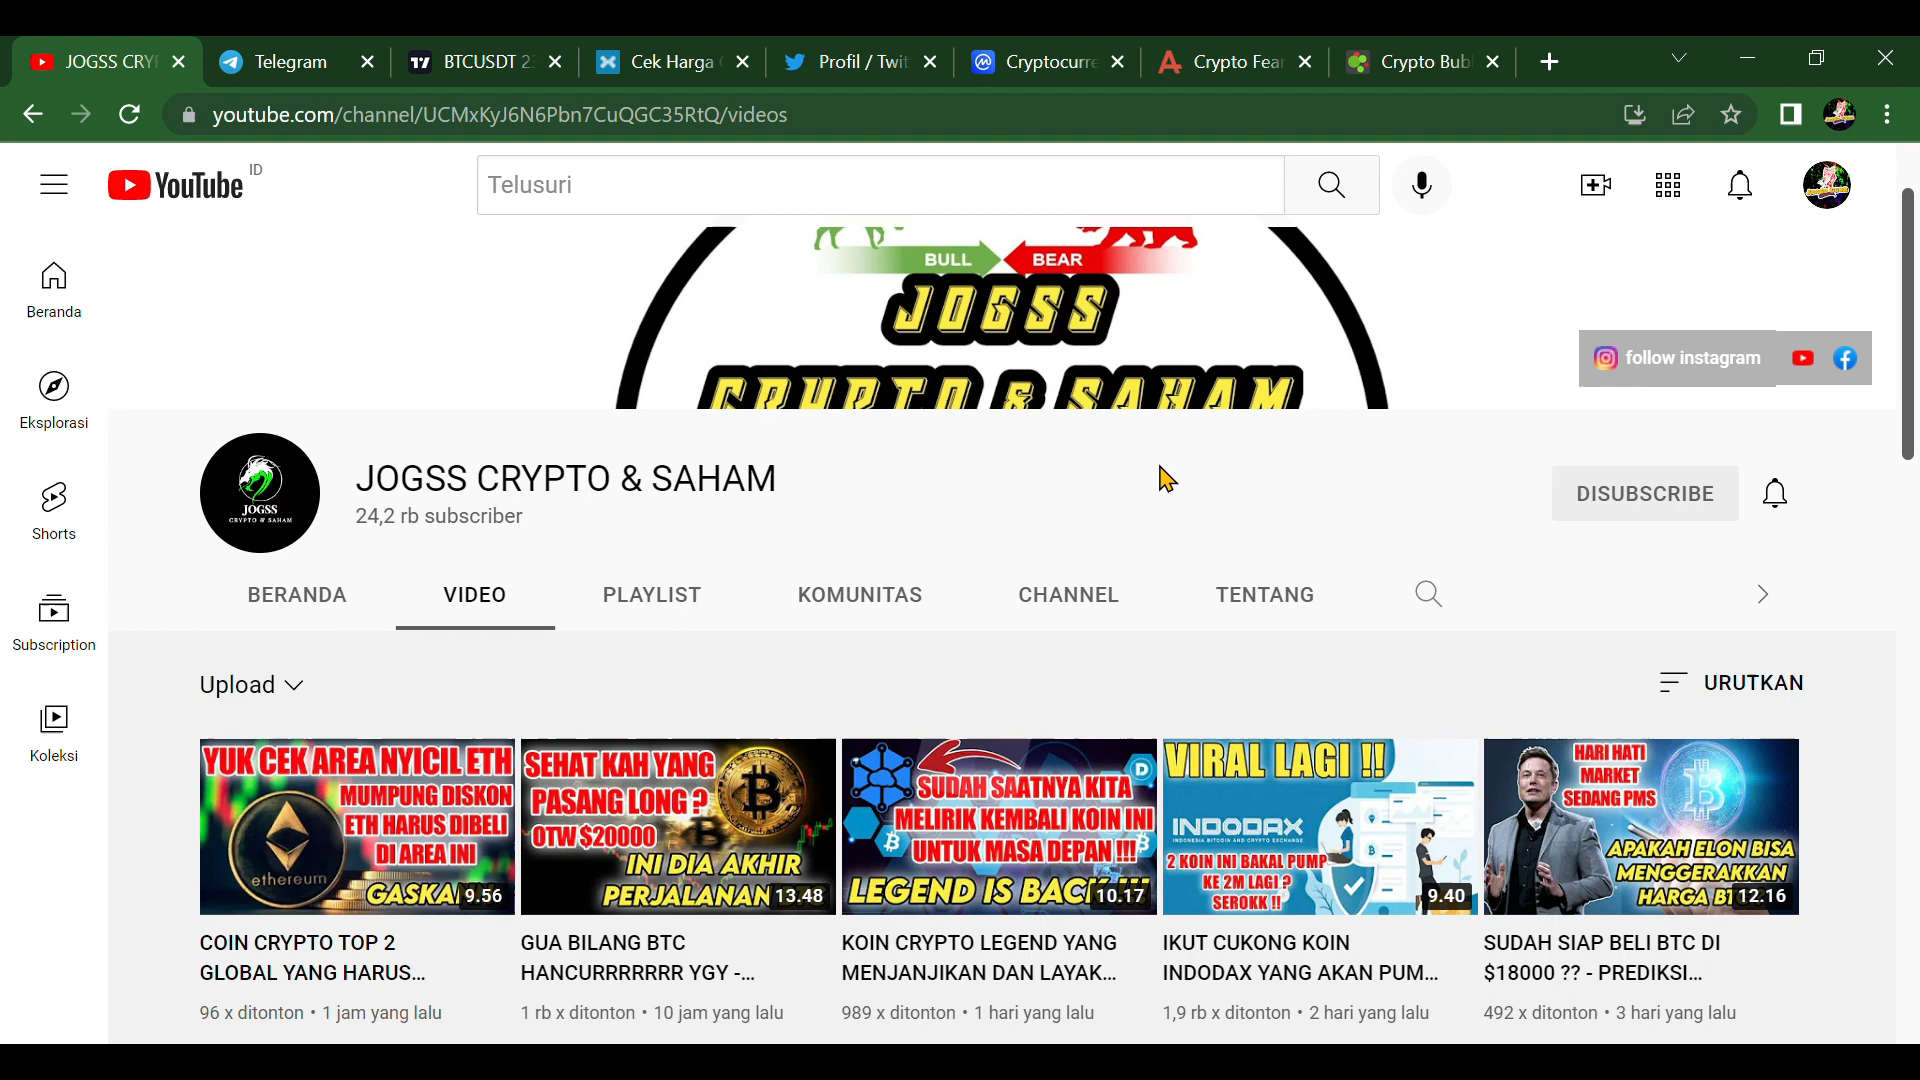 JOGSS CRY
Telegram
BTCUSDT 2
Cek Harga
Profil / Twit
Cryptocurre
Crypto Fear
Crypto Bubl
youtube.com/channel/UCMxKyJ6N6Pbn7CuQGC35RtQ/videos
YouTube ID
Telusuri
BULL BEAR
JOGSS
CRYPTO & SAHAM
follow instagram
Beranda
Eksplorasi
Shorts
Subscription
Koleksi
JOGSS
CRYPTO & SAHAM
JOGSS CRYPTO & SAHAM
24,2 rb subscriber
DISUBSCRIBE
BERANDA VIDEO PLAYLIST KOMUNITAS CHANNEL TENTANG
Upload
URUTKAN
YUK CEK AREA NYICIL ETH
MUMPUNG DISKON
ETH HARUS DIBELI
DI AREA INI
ethereum
GASKA
9.56
COIN CRYPTO TOP 2
GLOBAL YANG HARUS...
96 x ditonton • 1 jam yang lalu
SEHAT KAH YANG
PASANG LONG ?
OTW $20000
INI DIA AKHIR
PERJALANAN
13.48
GUA BILANG BTC
HANCURRRRRRR YGY -...
1 rb x ditonton • 10 jam yang lalu
SUDAH SAATNYA KITA
MELIRIK KEMBALI KOIN INI
UNTUK MASA DEPAN !!!
LEGEND IS BACK
10.17
KOIN CRYPTO LEGEND YANG
MENJANJIKAN DAN LAYAK...
989 x ditonton • 1 hari yang lalu
VIRAL LAGI !!
INDODAX
INDONESIA BITCOIN AND CRYPTO EXCHANGE
2 KOIN INI BAKAL PUMP
KE 2M LAGI ?
SEROKK !!
9.40
IKUT CUKONG KOIN
INDODAX YANG AKAN PUM...
1,9 rb x ditonton • 2 hari yang lalu
HARI HATI
MARKET
SEDANG PMS
APAKAH ELON BISA
MENGGERAKKAN
HARGA BT
12.16
SUDAH SIAP BELI BTC DI
$18000 ?? - PREDIKSI...
492 x ditonton • 3 hari yang lalu